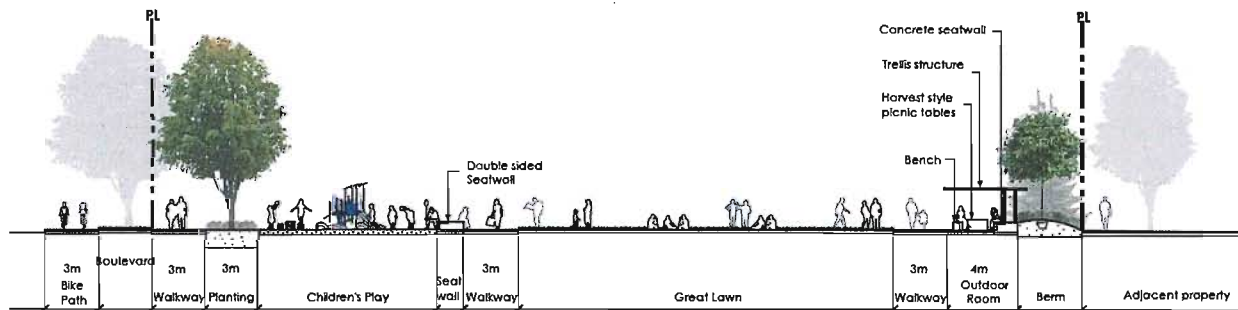 PL
PL
Concrete seatwall
Trellis structure
Harvest style
picnic tables
Bench
Double sided
Seatwall
3m
Bike
Path
Boulevard
3m
Walkway
3m
Planting
Children's Play
Seat
wall
3m
Walkway
Great Lawn
3m
Walkway
4m
Outdoor
Room
Berm
Adjacent property